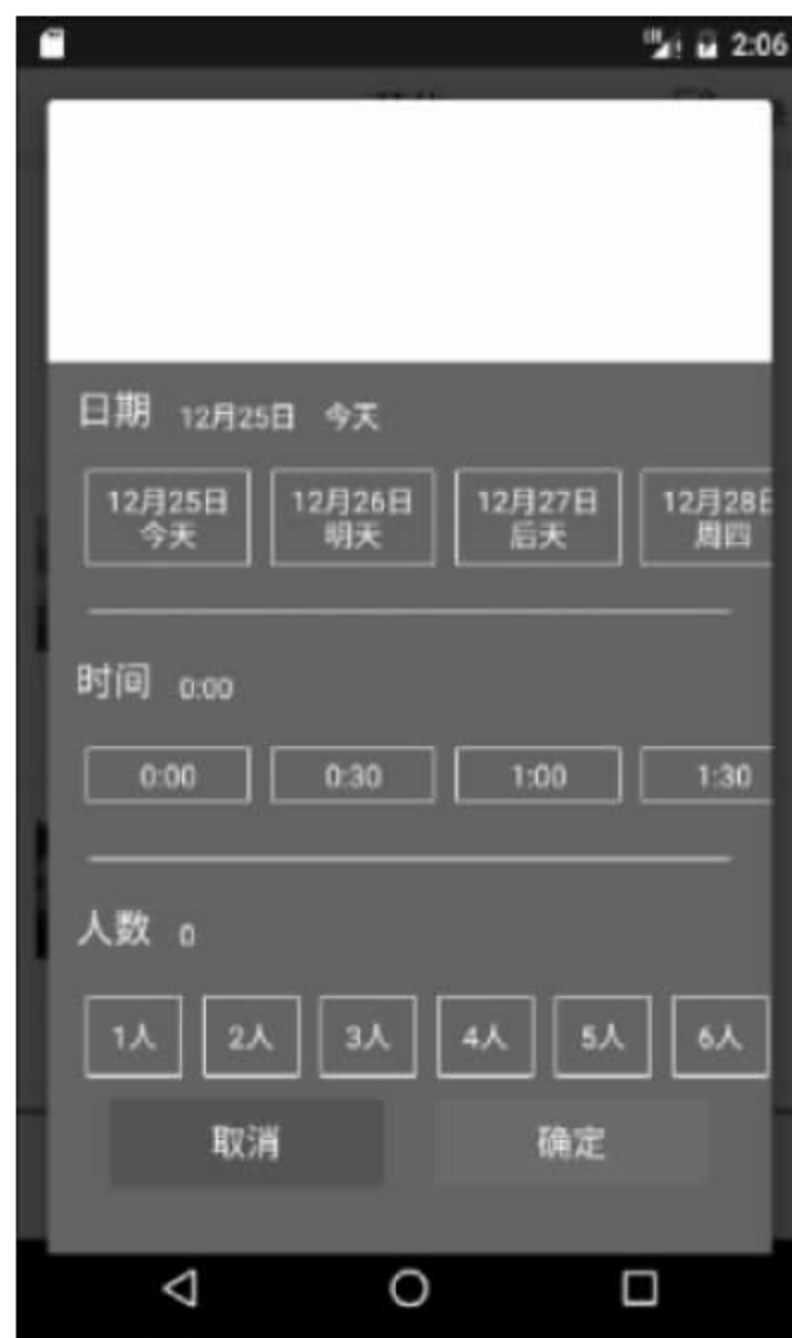 2:06
日期 12月25日 今天
12月25日 12月26日 12月27日 12月28日
今天 明天 后天 周四
时间 0:00
0:00 0:30 1:00 1:30
人数 0
1人 2人 3人 4人 5人 6人
取消 确定